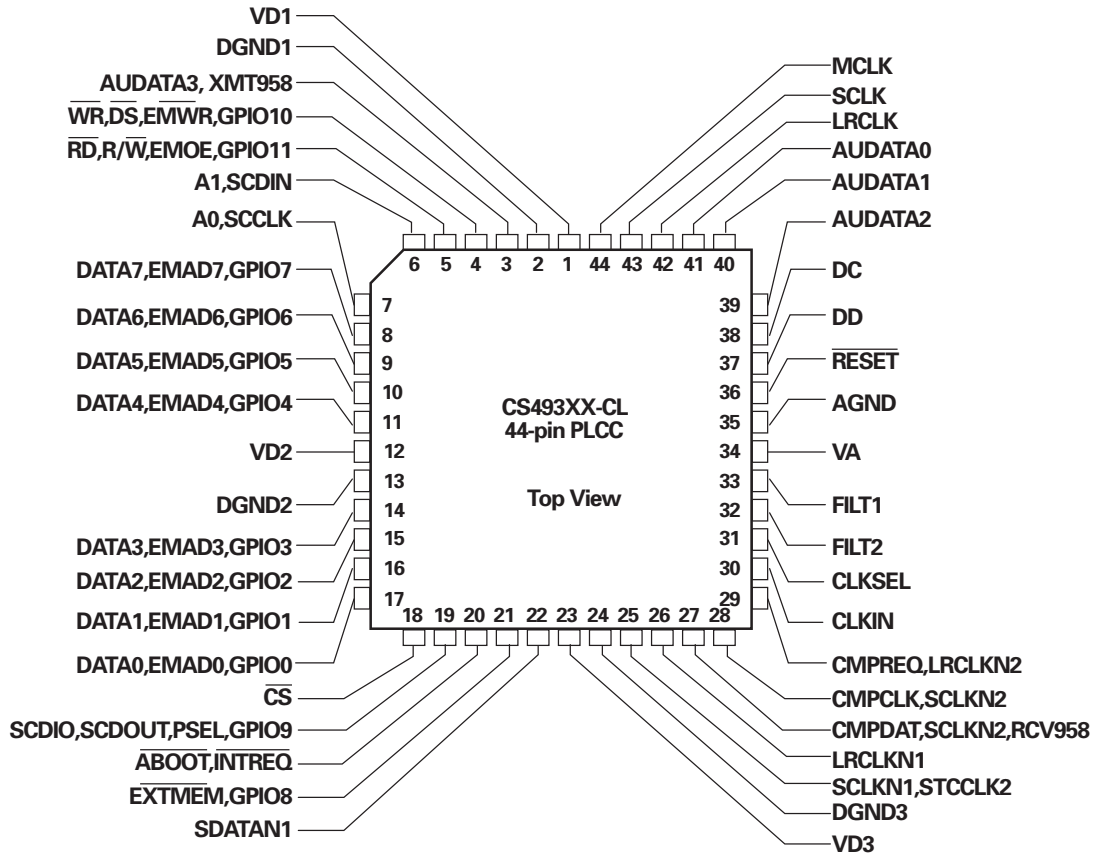 VD1
DGND1
AUDATA3, XMT958
WR,DS,EMWR,GPIO10
RD,R/W,EMOE,GPIO11
A1,SCDIN
A0,SCCLK
DATA7,EMAD7,GPIO7
DATA6,EMAD6,GPIO6
DATA5,EMAD5,GPIO5
DATA4,EMAD4,GPIO4
VD2
DGND2
DATA3,EMAD3,GPIO3
DATA2,EMAD2,GPIO2
DATA1,EMAD1,GPIO1
DATA0,EMAD0,GPIO0
CS
SCDIO,SCDOUT,PSEL,GPIO9
ABOOT,INTREQ
EXTMEM,GPIO8
SDATAN1
6 5 4 3 2 1 44 43 42 41 40
7
8
9
10
11
12
13
14
15
16
17
CS493XX-CL
44-pin PLCC
Top View
39
38
37
36
35
34
33
32
31
30
29
18 19 20 21 22 23 24 25 26 27 28
MCLK
SCLK
LRCLK
AUDATA0
AUDATA1
AUDATA2
DC
DD
RESET
AGND
VA
FILT1
FILT2
CLKSEL
CLKIN
CMPREQ,LRCLKN2
CMPCLK,SCLKN2
CMPDAT,SCLKN2,RCV958
LRCLKN1
SCLKN1,STCCLK2
DGND3
VD3